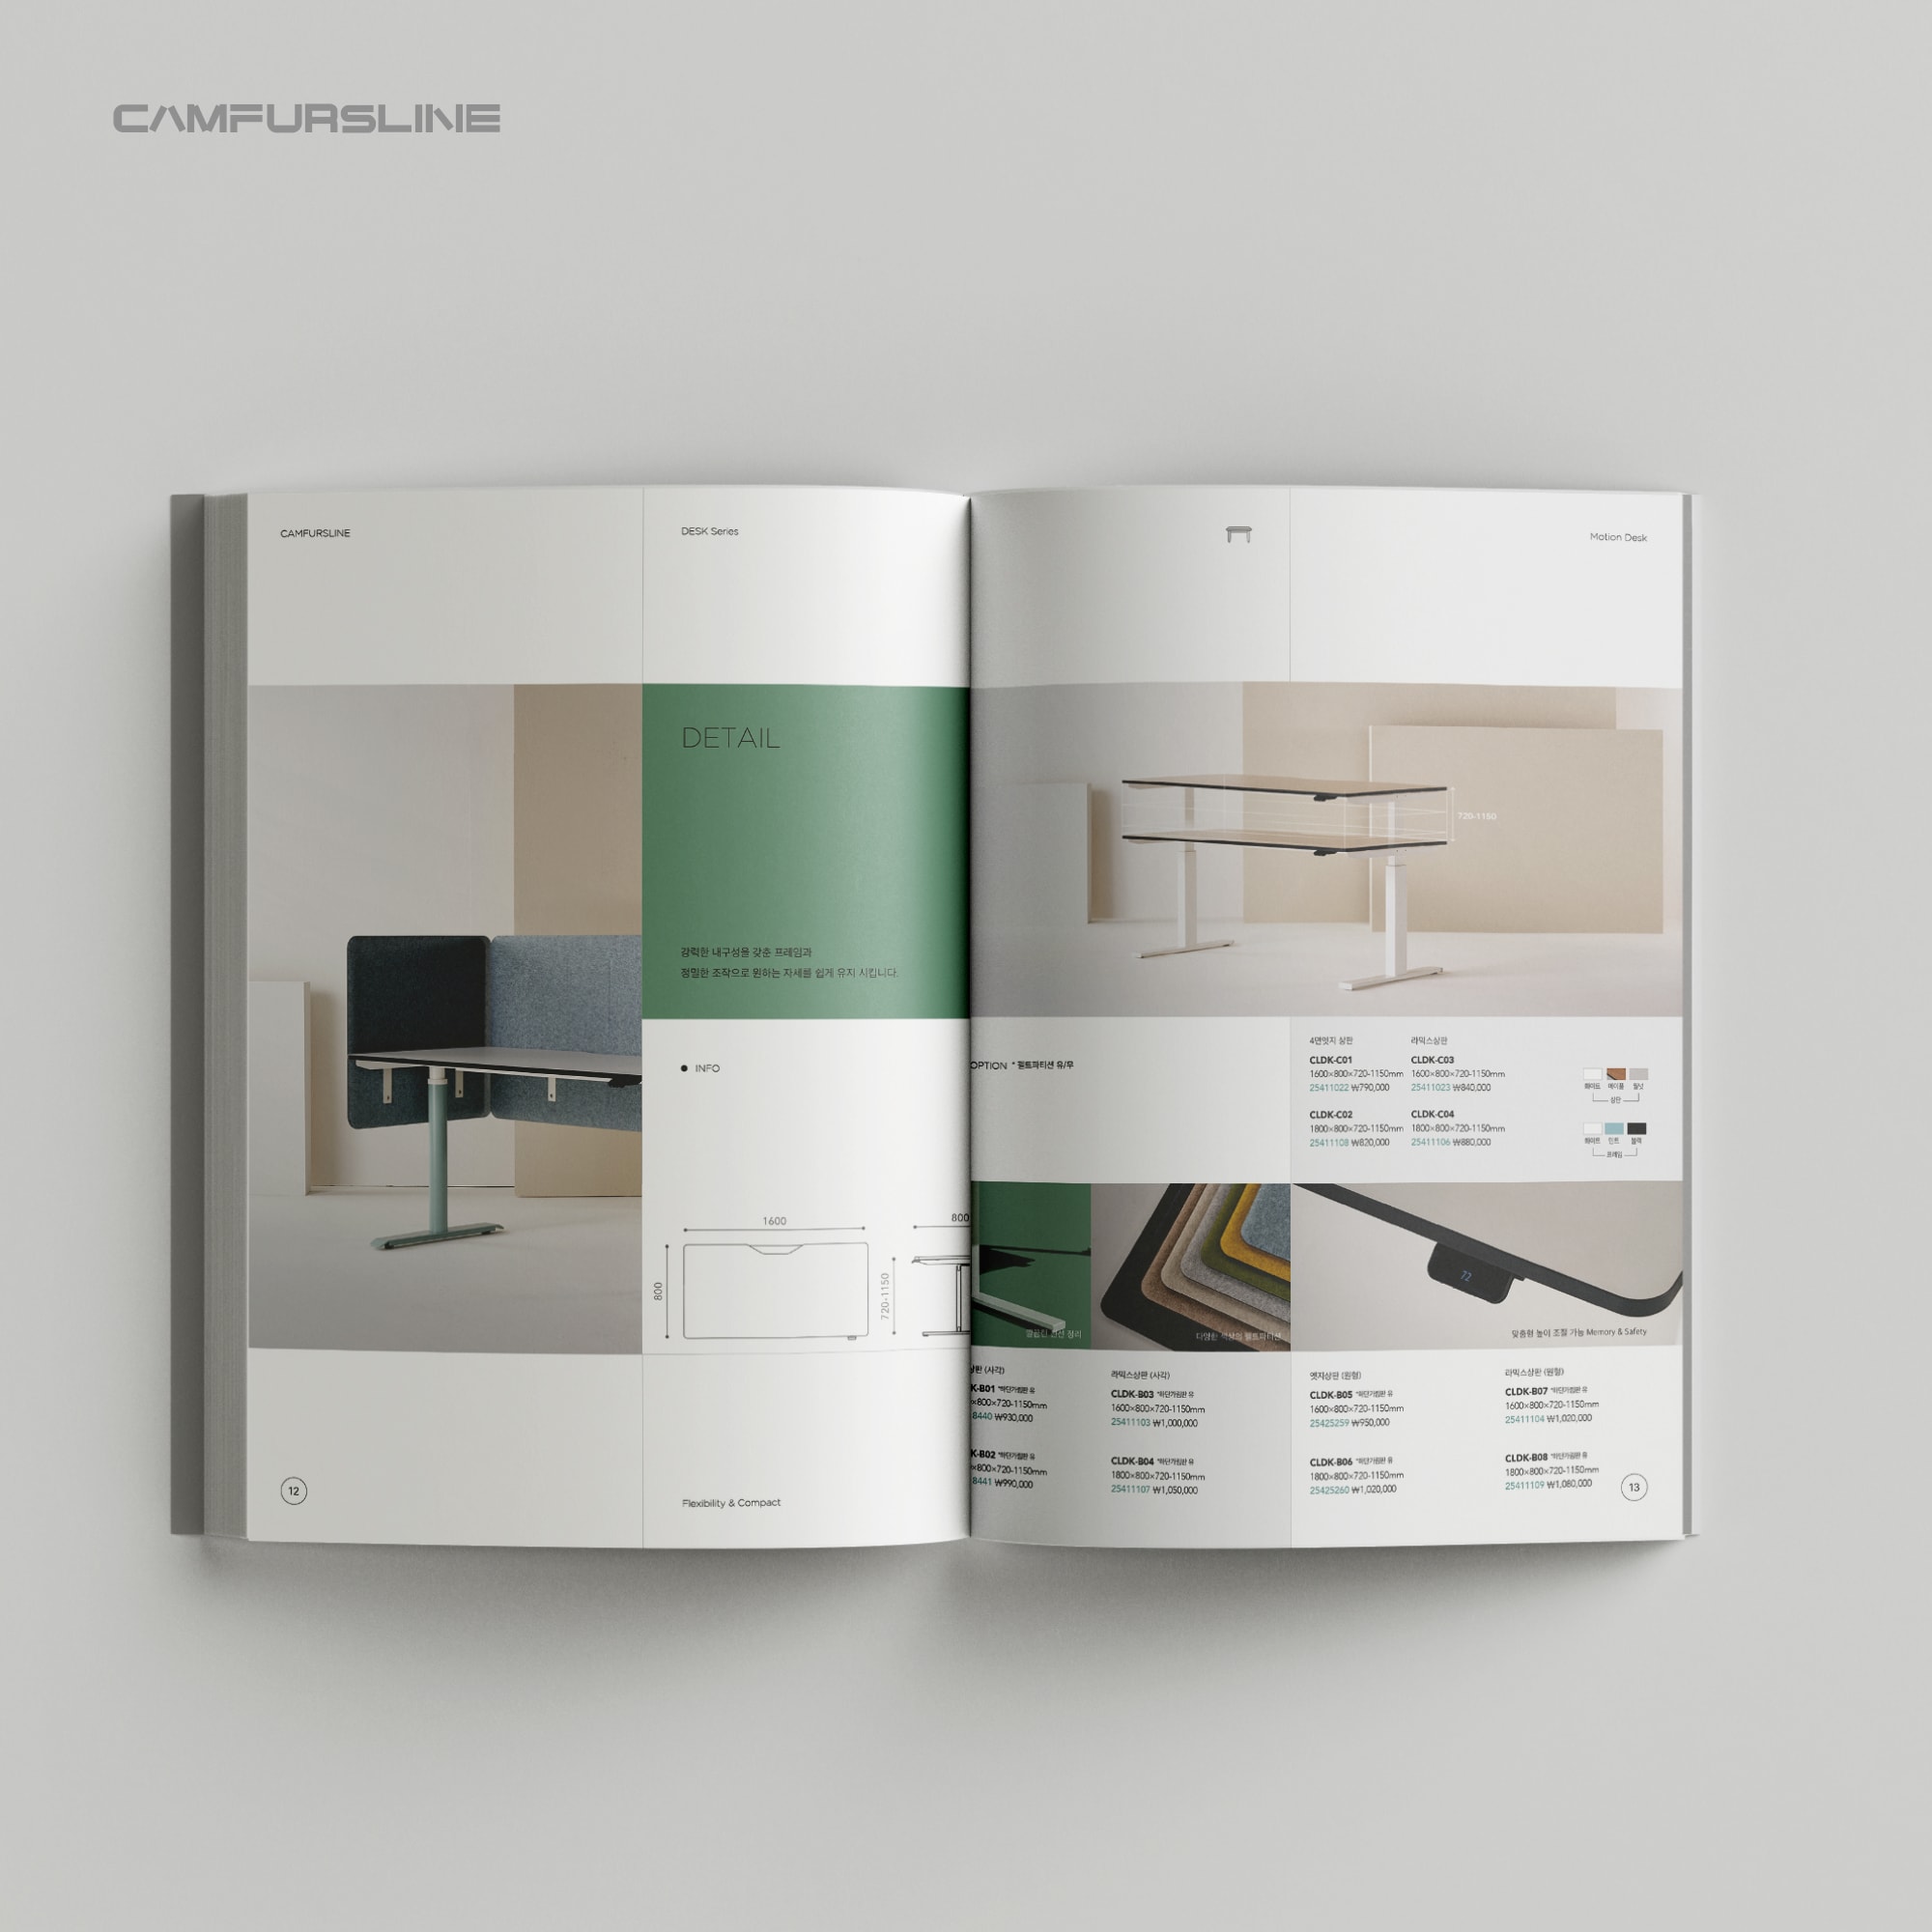 CAMFURSLINE
CAMFURSLINE
DESK Series
DETAIL
강력한 내구성을 갖춘 프레임과
정밀한 조작으로 원하는 자세를 쉽게 유지 시킵니다.
INFO
1600
800
800
720-1150
12
Flexibility & Compact
Motion Desk
720-1150
OPTION * 펠트파티션 유/무
4면엣지 상판
CLDK-C01
1600×800×720-1150mm
25411022 ₩790,000
CLDK-C02
1800×800×720-1150mm
25411108 ₩820,000
라믹스상판
CLDK-C03
1600×800×720-1150mm
25411023 ₩840,000
CLDK-C04
1800×800×720-1150mm
25411106 ₩880,000
화이트 메이플 월넛
상판
화이트 민트 블랙
프레임
깔끔한 전선 정리
다양한 색상의 펠트파티션
72
맞춤형 높이 조절 가능 Memory & Safety
상판 (사각)
K-B01 *하단가림판 유
×800×720-1150mm
8440 ₩930,000
K-B02 *하단가림판 유
×800×720-1150mm
8441 ₩990,000
라믹스상판 (사각)
CLDK-B03 *하단가림판 유
1600×800×720-1150mm
25411103 ₩1,000,000
CLDK-B04 *하단가림판 유
1800×800×720-1150mm
25411107 ₩1,050,000
엣지상판 (원형)
CLDK-B05 *하단가림판 유
1600×800×720-1150mm
25425259 ₩950,000
CLDK-B06 *하단가림판 유
1800×800×720-1150mm
25425260 ₩1,020,000
라믹스상판 (원형)
CLDK-B07 *하단가림판 유
1600×800×720-1150mm
25411104 ₩1,020,000
CLDK-B08 *하단가림판 유
1800×800×720-1150mm
25411109 ₩1,080,000
13